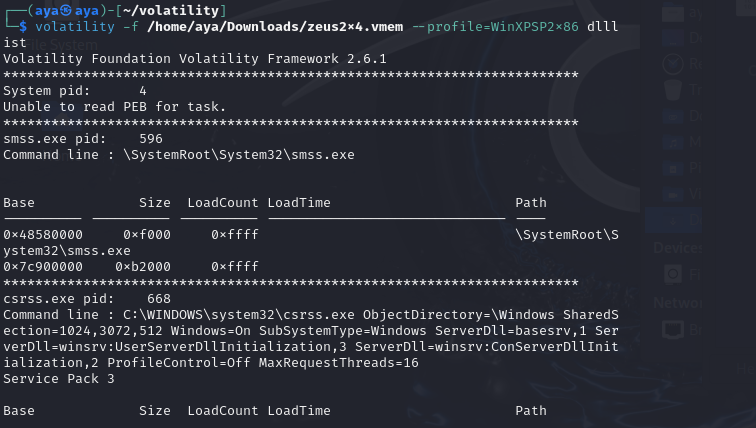 ┌──(aya㉿aya)-[~/volatility]
└─$ volatility -f /home/aya/Downloads/zeus2×4.vmem --profile=WinXPSP2×86 dlll
ist
Volatility Foundation Volatility Framework 2.6.1
************************************************************************
System pid:      4
Unable to read PEB for task.
************************************************************************
smss.exe pid:    596
Command line : \SystemRoot\System32\smss.exe
Base             Size  LoadCount LoadTime                       Path
---------- ---------- ---------- ------------------------------ ----
0×48580000     0×f000     0×ffff                                \SystemRoot\S
ystem32\smss.exe
0×7c900000    0×b2000     0×ffff
************************************************************************
csrss.exe pid:    668
Command line : C:\WINDOWS\system32\csrss.exe ObjectDirectory=\Windows SharedS
ection=1024,3072,512 Windows=On SubSystemType=Windows ServerDll=basesrv,1 Ser
verDll=winsrv:UserServerDllInitialization,3 ServerDll=winsrv:ConServerDllInit
ialization,2 ProfileControl=Off MaxRequestThreads=16
Service Pack 3
Base             Size  LoadCount LoadTime                       Path